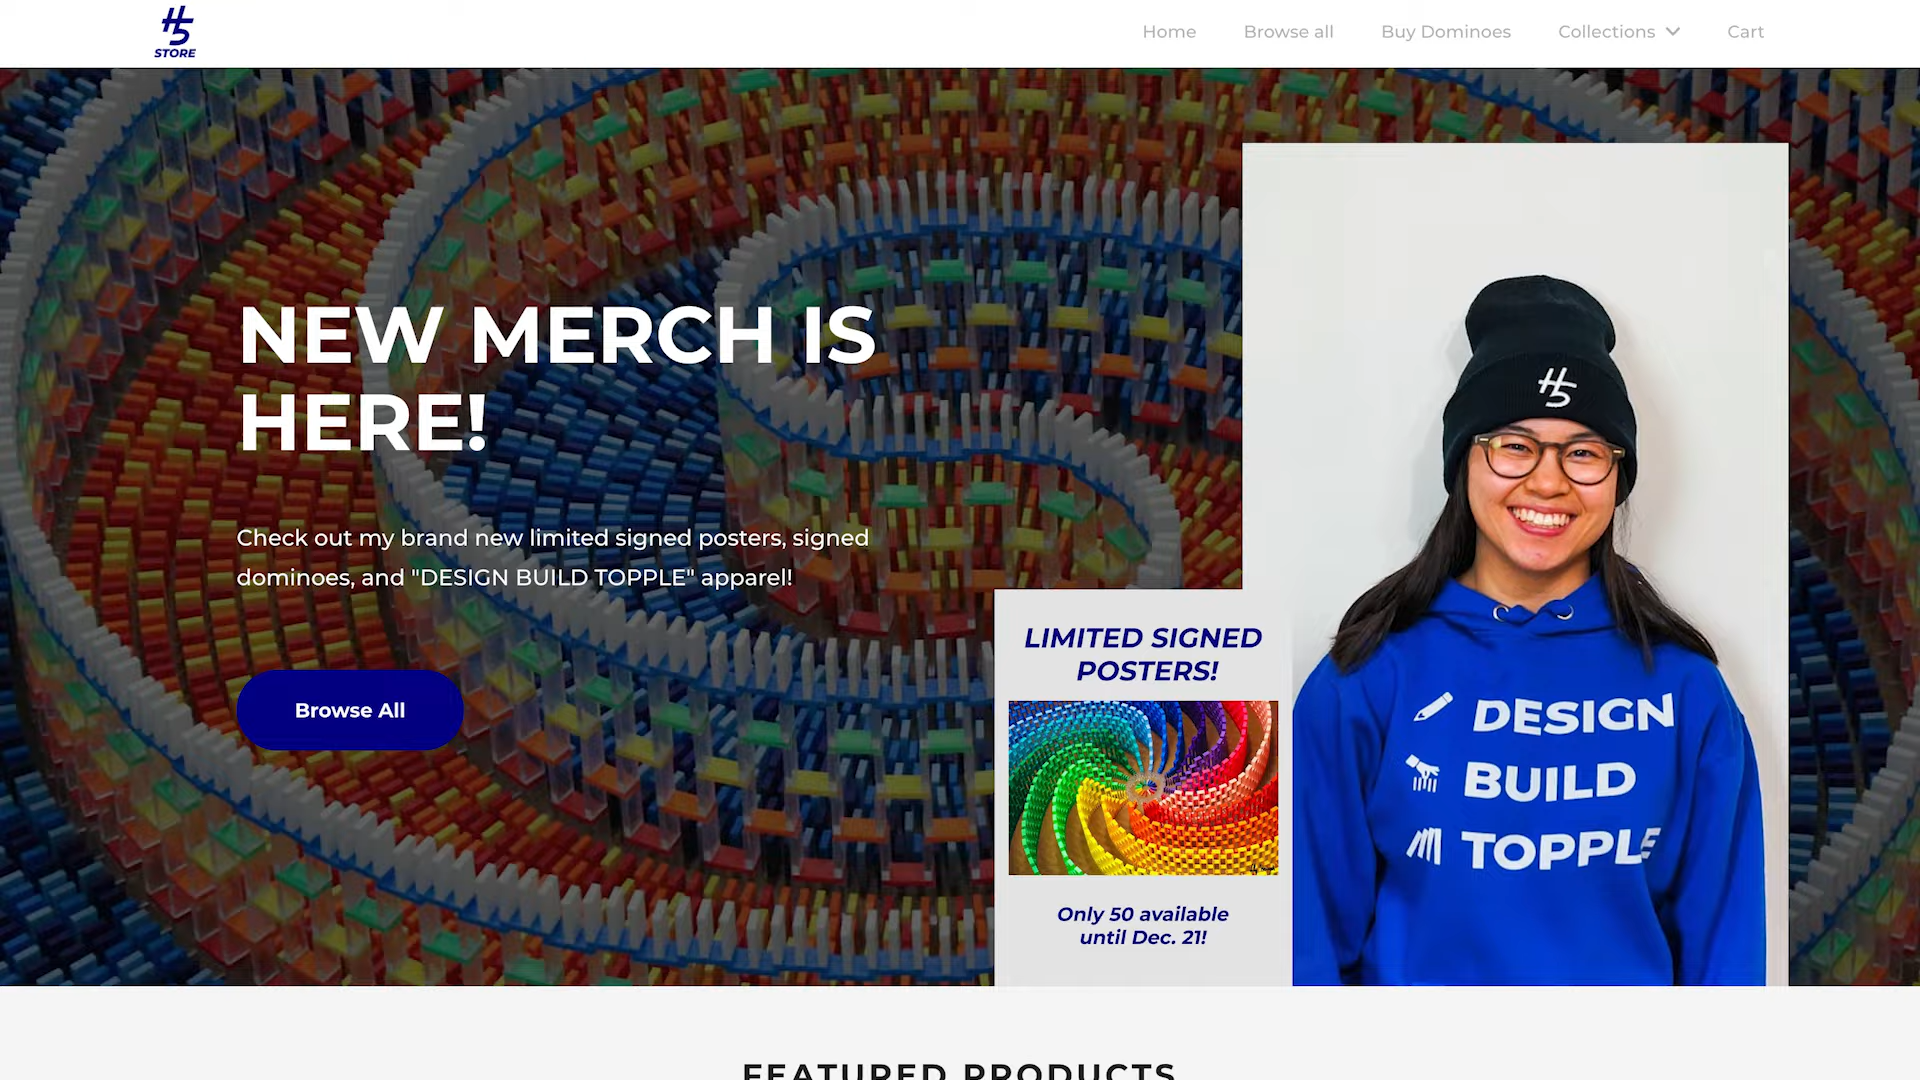 H5
STORE
Home
Browse all
Buy Dominoes
Collections
Cart
NEW MERCH IS
HERE!
Check out my brand new limited signed posters, signed
dominoes, and "DESIGN BUILD TOPPLE" apparel!
Browse All
LIMITED SIGNED
POSTERS!
Only 50 available
until Dec. 21!
H5
DESIGN
BUILD
TOPPLE
FEATURED PRODUCTS